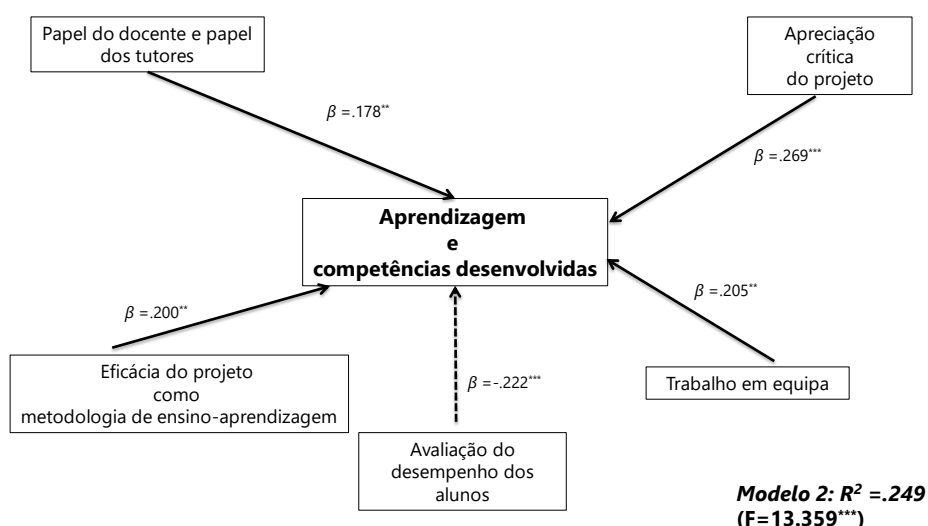 Papel do docente e papel
dos tutores
Apreciação
crítica
do projeto
β =.178**
β =.269***
Aprendizagem
e
competências desenvolvidas
β =.200**
β =.205**
Eficácia do projeto
como
metodologia de ensino-aprendizagem
β =-.222***
Trabalho em equipa
Avaliação do
desempenho dos
alunos
Modelo 2: R² =.249
(F=13.359***)